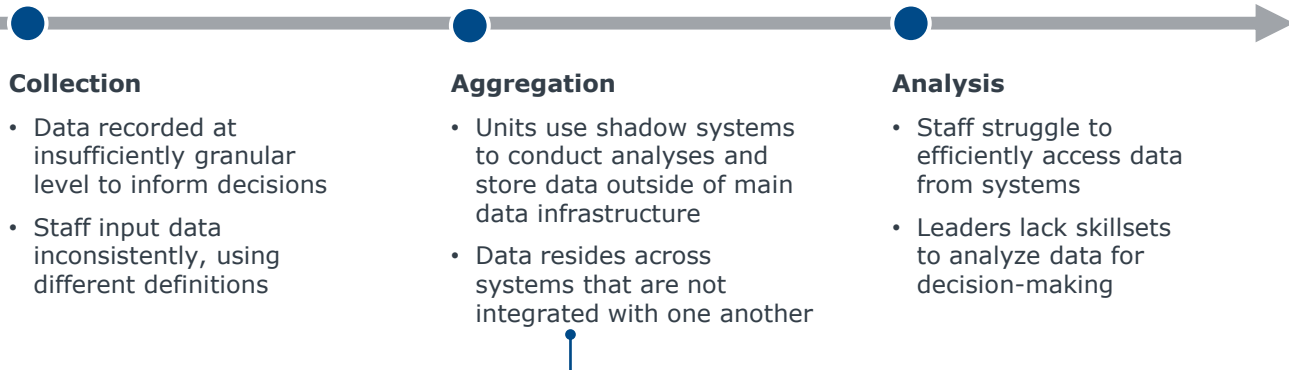 Collection
• Data recorded at
insufficiently granular
level to inform decisions
• Staff input data
inconsistently, using
different definitions
Aggregation
• Units use shadow systems
to conduct analyses and
store data outside of main
data infrastructure
• Data resides across
systems that are not
integrated with one another
Analysis
• Staff struggle to
efficiently access data
from systems
• Leaders lack skillsets
to analyze data for
decision-making